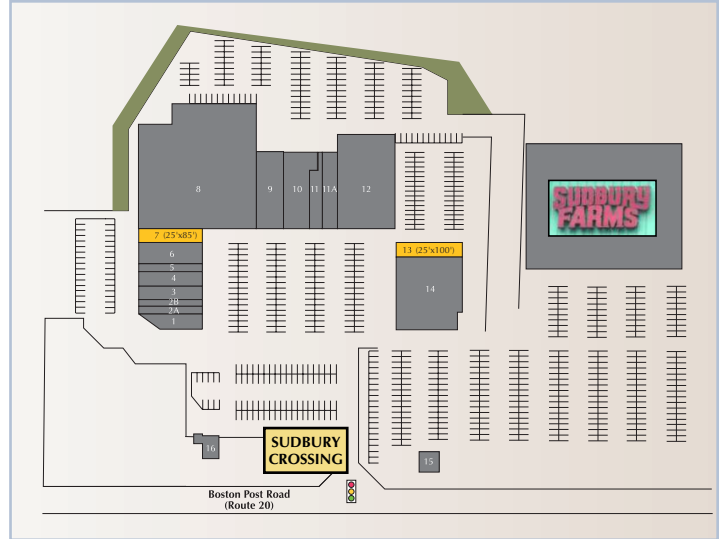 8
9
10
11
11A
12
SUDBURY
FARMS
7 (25'x85')
6
5
4
3
2B
2A
1
13 (25'x100')
14
16
SUDBURY
CROSSING
15
Boston Post Road
(Route 20)